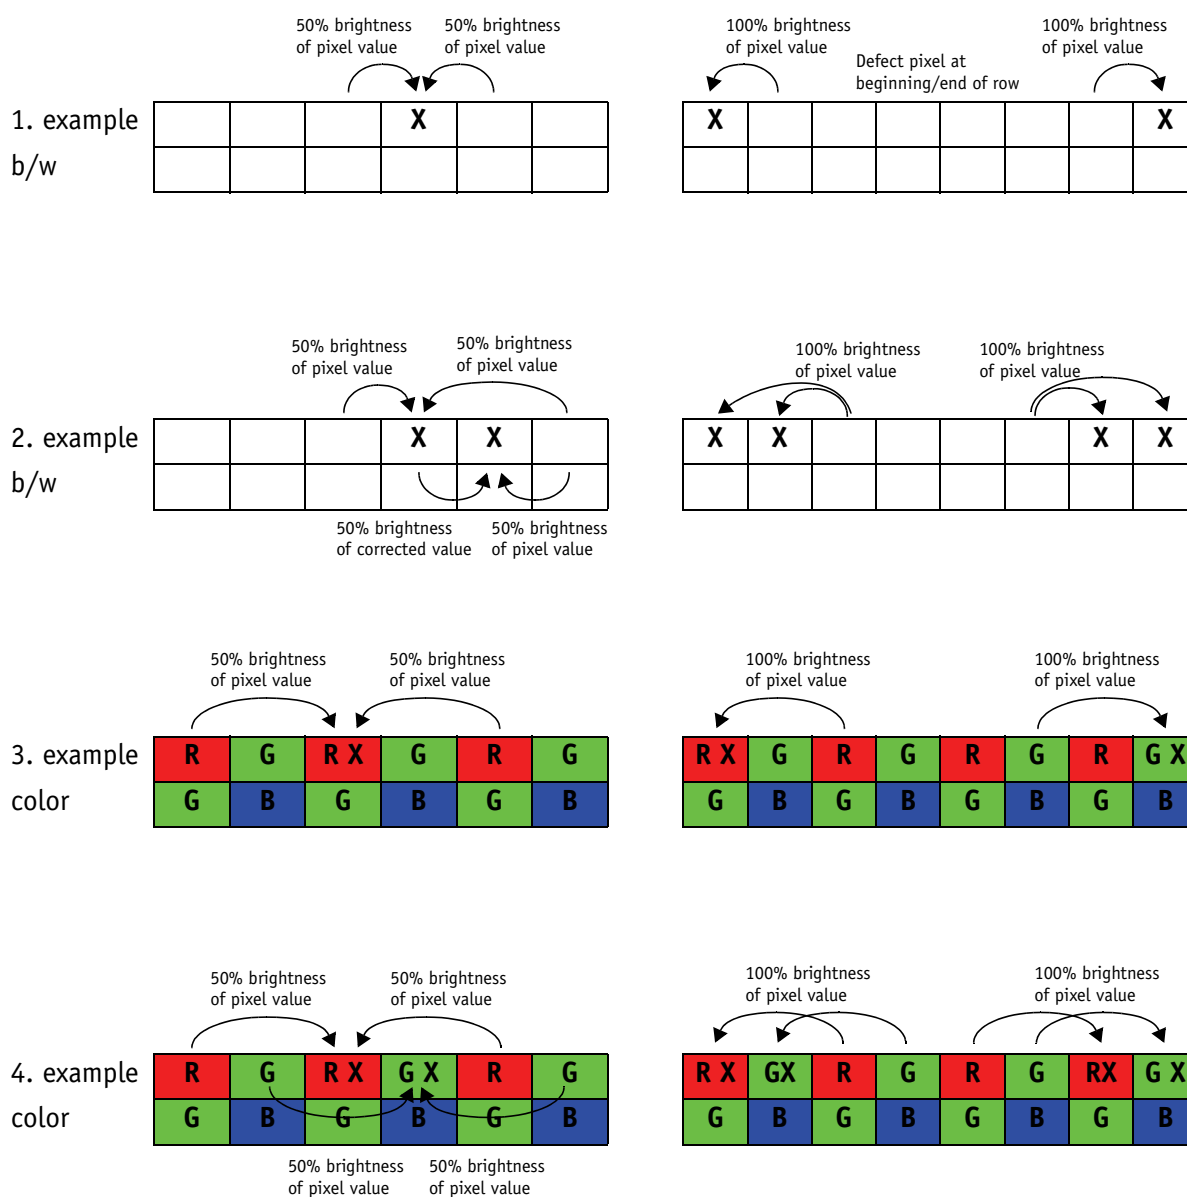 50% brightness 50% brightness
of pixel value of pixel value
100% brightness 100% brightness
of pixel value of pixel value
Defect pixel at
beginning/end of row
1. example X X X
b/w
50% brightness 50% brightness
of pixel value of pixel value
100% brightness 100% brightness
of pixel value of pixel value
2. example X X X X X X
b/w
50% brightness 50% brightness
of corrected value of pixel value
50% brightness 50% brightness
of pixel value of pixel value
100% brightness 100% brightness
of pixel value of pixel value
3. example R G R X G R G R X G R G R G R G X
color G B G B G B G B G B G B G B
50% brightness 50% brightness
of pixel value of pixel value
100% brightness 100% brightness
of pixel value of pixel value
4. example R G R X G X R G R X GX R G R G RX G X
color G B G B G B G B G B G B G B
50% brightness 50% brightness
of pixel value of pixel value